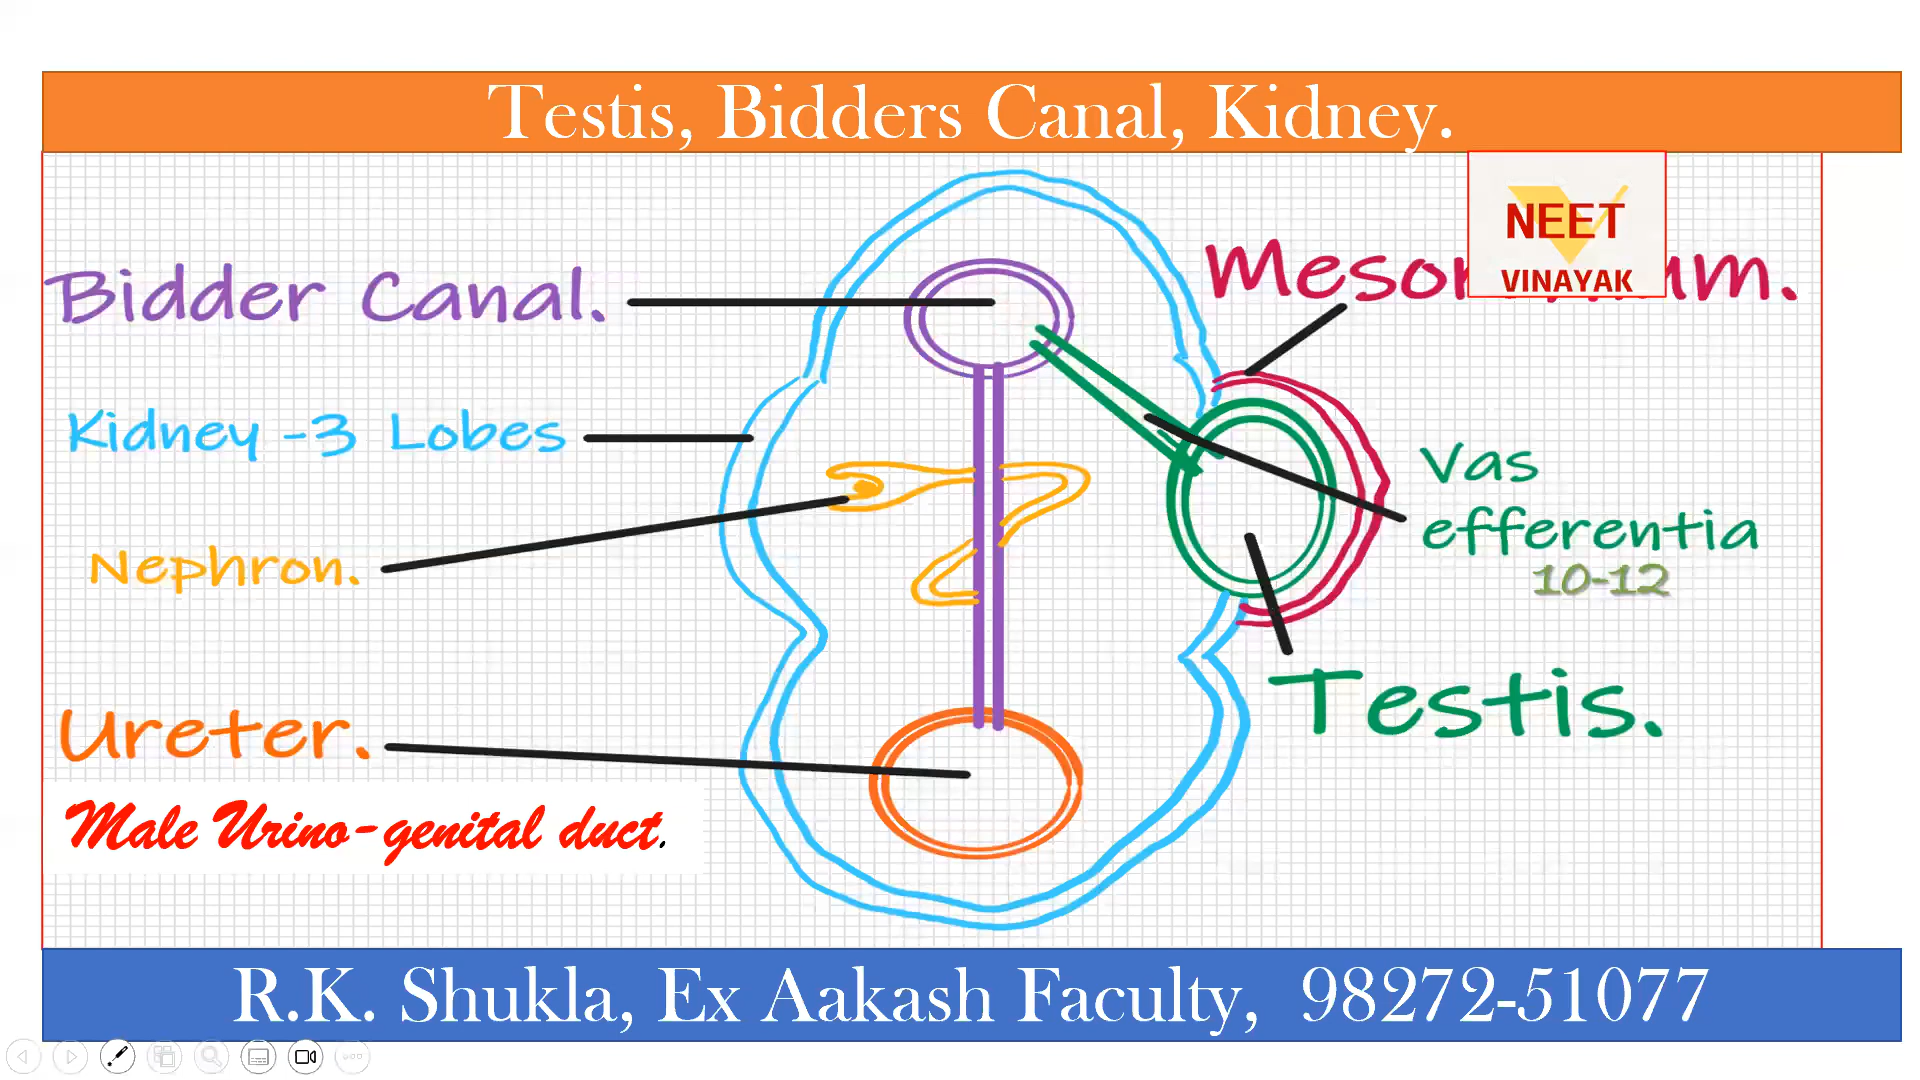 Testis, Bidders Canal, Kidney.
NEET
VINAYAK
Bidder Canal.
Kidney -3 Lobes
Nephron.
Ureter.
Male Urino-genital duct.
Vas
efferentia
10-12
Testis.
R.K. Shukla, Ex Aakash Faculty, 98272-51077